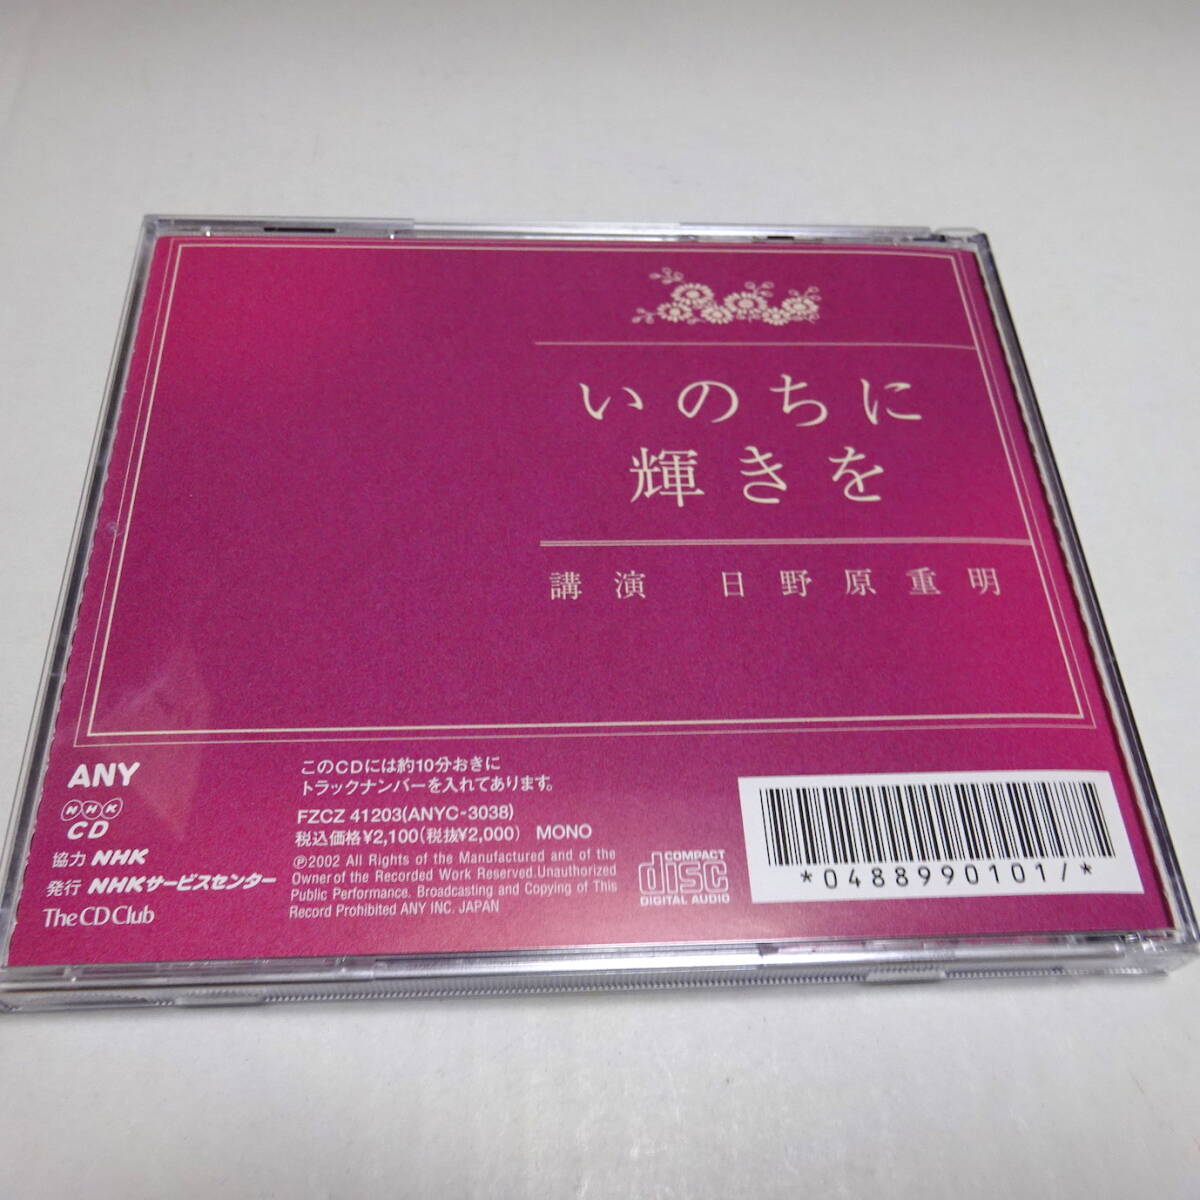 いのちに
輝きを
講演 日野原重明
ANY
NHK
CD
協力 NHK
発行 NHKサービスセンター
The CD Club
このCDには約10分おきに
トラックナンバーを入れてあります。
FZCZ 41203(ANYC-3038)
税込価格¥2,100(税抜¥2,000) MONO
℗2002 All Rights of the Manufactured and of the
Owner of the Recorded Work Reserved.Unauthorized
Public Performance, Broadcasting and Copying of This
Record Prohibited ANY INC. JAPAN
COMPACT
disc
DIGITAL AUDIO
*0488990101/*